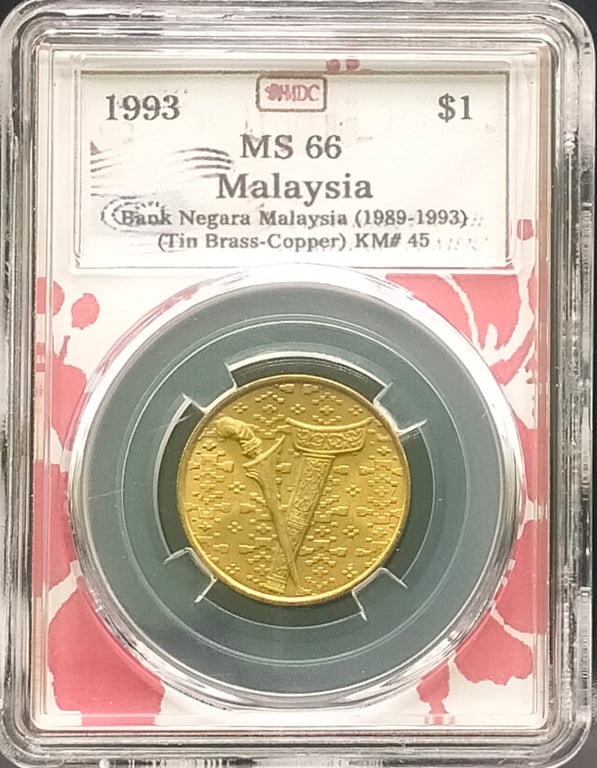 MDC
1993 $1
MS 66
Malaysia
Bank Negara Malaysia (1989-1993)
(Tin Brass-Copper) KM# 45